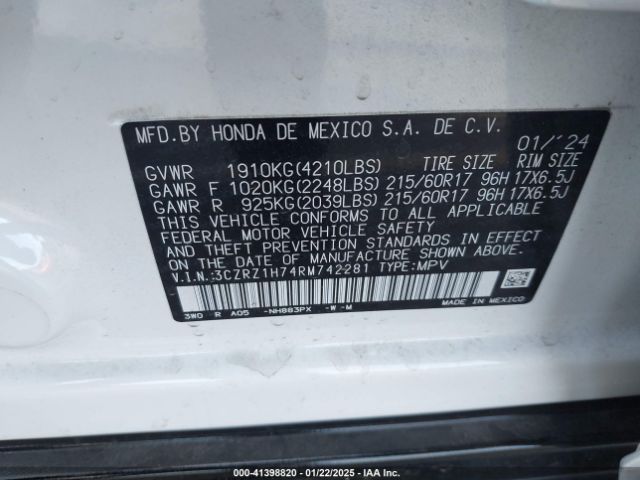 MFD.BY HONDA DE MEXICO S.A. DE C.V. 01/'24
GVWR 1910KG(4210LBS) TIRE SIZE RIM SIZE
GAWR F 1020KG(2248LBS) 215/60R17 96H 17X6.5J
GAWR R 925KG(2039LBS) 215/60R17 96H 17X6.5J
THIS VEHICLE CONFORMS TO ALL APPLICABLE
FEDERAL MOTOR VEHICLE SAFETY
AND THEFT PREVENTION STANDARDS IN EFFECT ON
THE DATE OF MANUFACTURE SHOWN ABOVE.
V.I.N.:3CZRZ1H74RM742281 TYPE:MPV
3WD R A05 -NH883PX -W-M MADE IN MEXICO
000-41398820 - 01/22/2025 - IAA Inc.